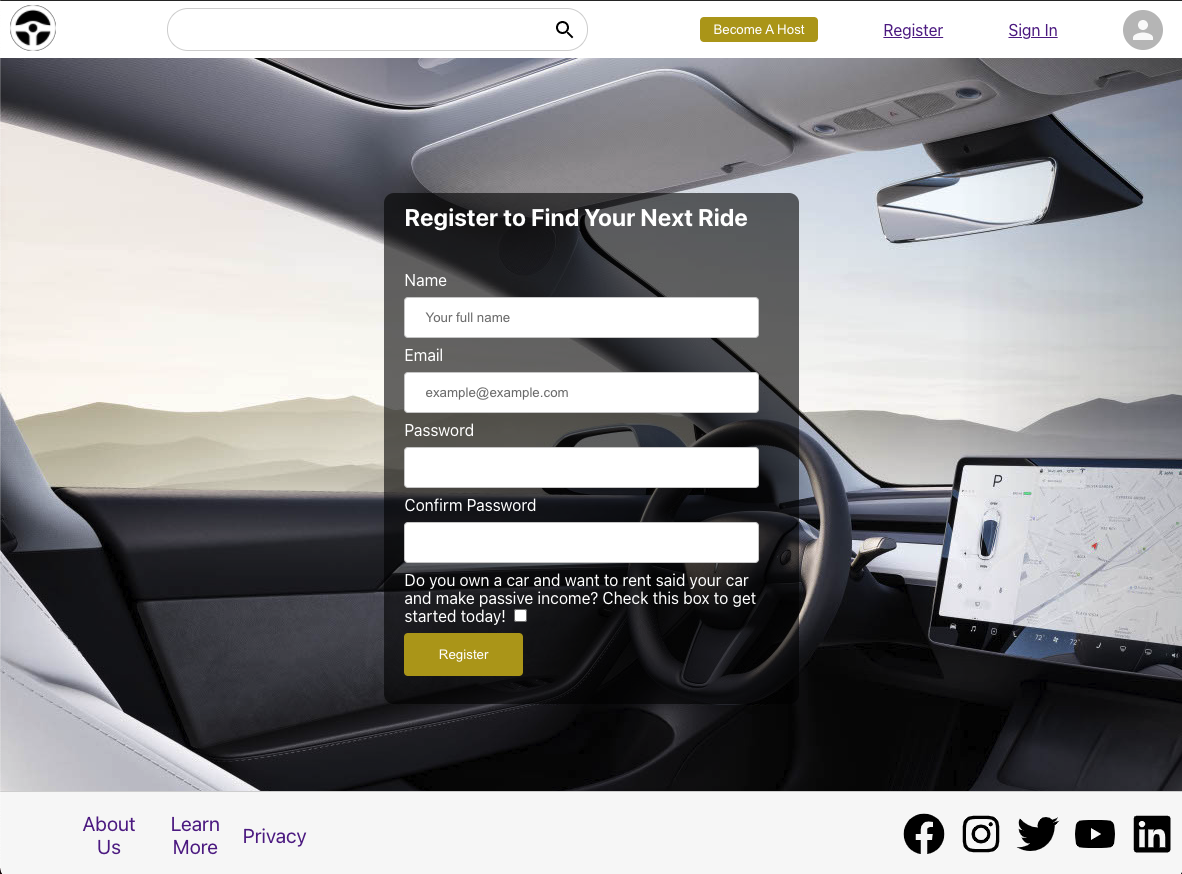 Become A Host
Register
Sign In
Register to Find Your Next Ride
Name
Your full name
Email
example@example.com
Password
Confirm Password
Do you own a car and want to rent said your car
and make passive income? Check this box to get
started today!
Register
P
About
Us
Learn
More
Privacy